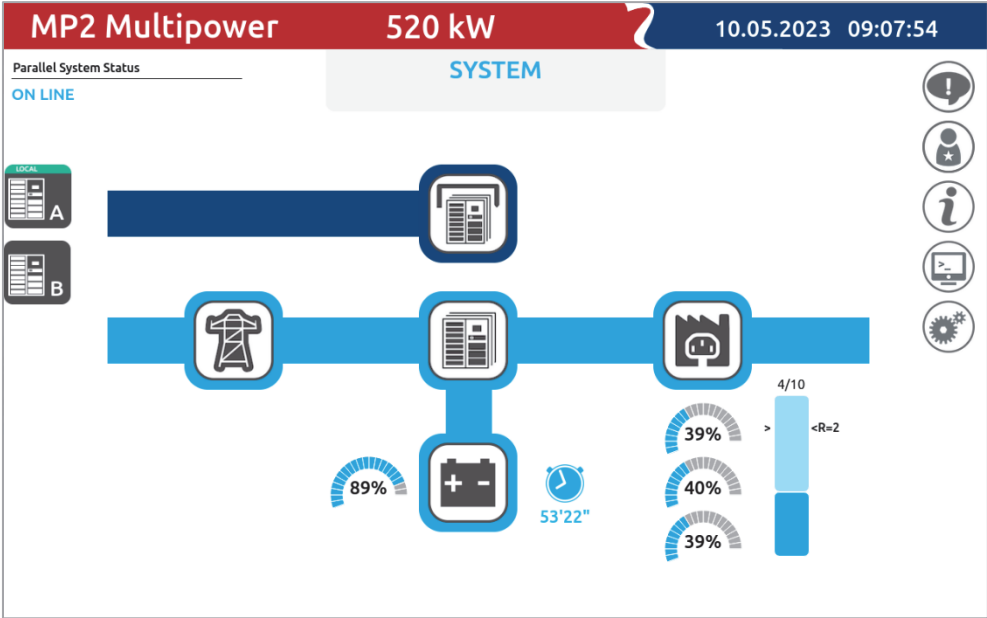 MP2 Multipower 520 kW 10.05.2023 09:07:54
Parallel System Status
ON LINE
SYSTEM
LOCAL
A
B
4/10
39%
> <R=2
89%
53'22"
40%
39%